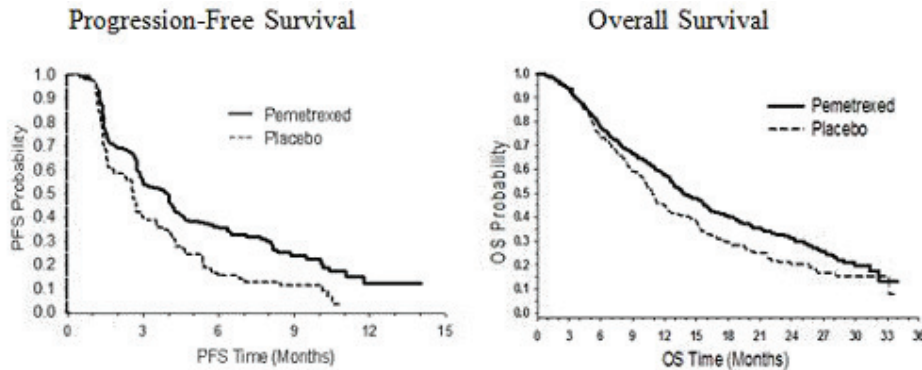 Progression-Free Survival
1.0
0.9
0.8
0.7
0.6
0.5
0.4
0.3
0.2
0.1
0.0
PFS Probability
Pemetrexed
Placebo
0 3 6 9 12 15
PFS Time (Months)
Overall Survival
1.0
0.9
0.8
0.7
0.6
0.5
0.4
0.3
0.2
0.1
0.0
OS Probability
Pemetrexed
Placebo
0 3 6 9 12 15 18 21 24 27 30 33 36
OS Time (Months)